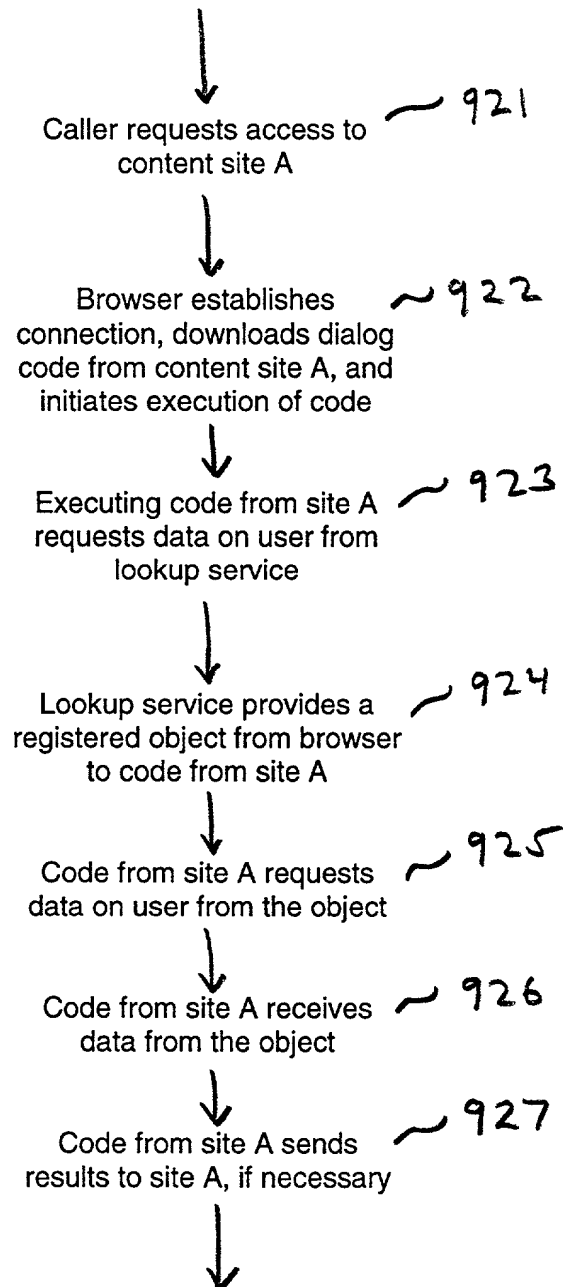 921
Caller requests access to
content site A
Browser establishes
922
connection, downloads dialog
code from content site A, and
initiates execution of code
923
Executing code from site A
requests data on user from
lookup service
924
Lookup service provides a
registered object from browser
to code from site A
925
Code from site A requests
data on user from the object
926
Code from site A receives
data from the object
927
Code from site A sends
results to site A, if necessary